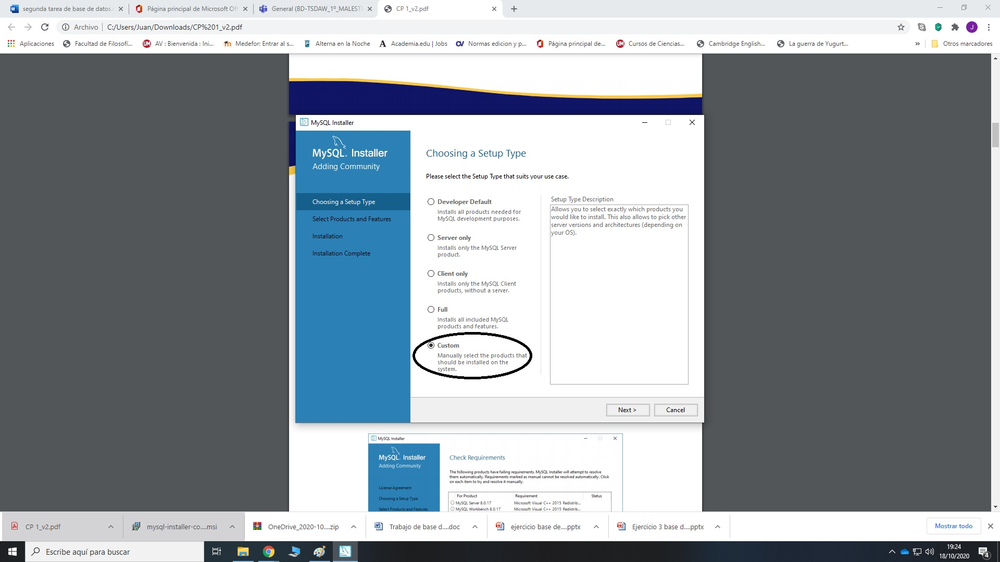 segunda tarea de base de datos.
Página principal de Microsoft Off
General (BD-TSDAW_1º_MALESTE
CP 1_v2.pdf
Archivo
C:/Users/Juan/Downloads/CP%201_v2.pdf
J
Aplicaciones
Facultad de Filosofí...
AV : Bienvenida : Ini...
Medefor: Entrar al s...
Alterna en la Noche
Academia.edu | Jobs
Normas edicion y p...
Página principal de...
Cursos de Ciencias...
Cambridge English...
La guerra de Yugurt...
»
Otros marcadores
MySQL Installer
MySQL. Installer
Adding Community
Choosing a Setup Type
Select Products and Features
Installation
Installation Complete
Choosing a Setup Type
Please select the Setup Type that suits your use case.
Developer Default
Installs all products needed for
MySQL development purposes.
Server only
Installs only the MySQL Server
product.
Client only
Installs only the MySQL Client
products, without a server.
Full
Installs all included MySQL
products and features.
Custom
Manually select the products that
should be installed on the
system.
Setup Type Description
Allows you to select exactly which products you
would like to install. This also allows to pick other
server versions and architectures (depending on
your OS).
Next >
Cancel
MySQL Installer
MySQL. Installer
Adding Community
License Agreement
Choosing a Setup Type
Select Products and Features
Check Requirements
The following products have failing requirements. MySQL Installer will attempt to resolve
them automatically. Requirements marked as manual cannot be resolved automatically. Click
on each item to try and resolve it manually.
For Product
Requirement
Status
MySQL Server 8.0.17
Microsoft Visual C++ 2015 Redistrib...
MySQL Workbench 8.0.17
Microsoft Visual C++ 2015 Redistrib...
CP 1_v2.pdf
mysql-installer-co....msi
OneDrive_2020-10....zip
Trabajo de base d....doc
ejercicio base de....pptx
Ejercicio 3 base d....pptx
Mostrar todo
Escribe aquí para buscar
19:24
18/10/2020
4